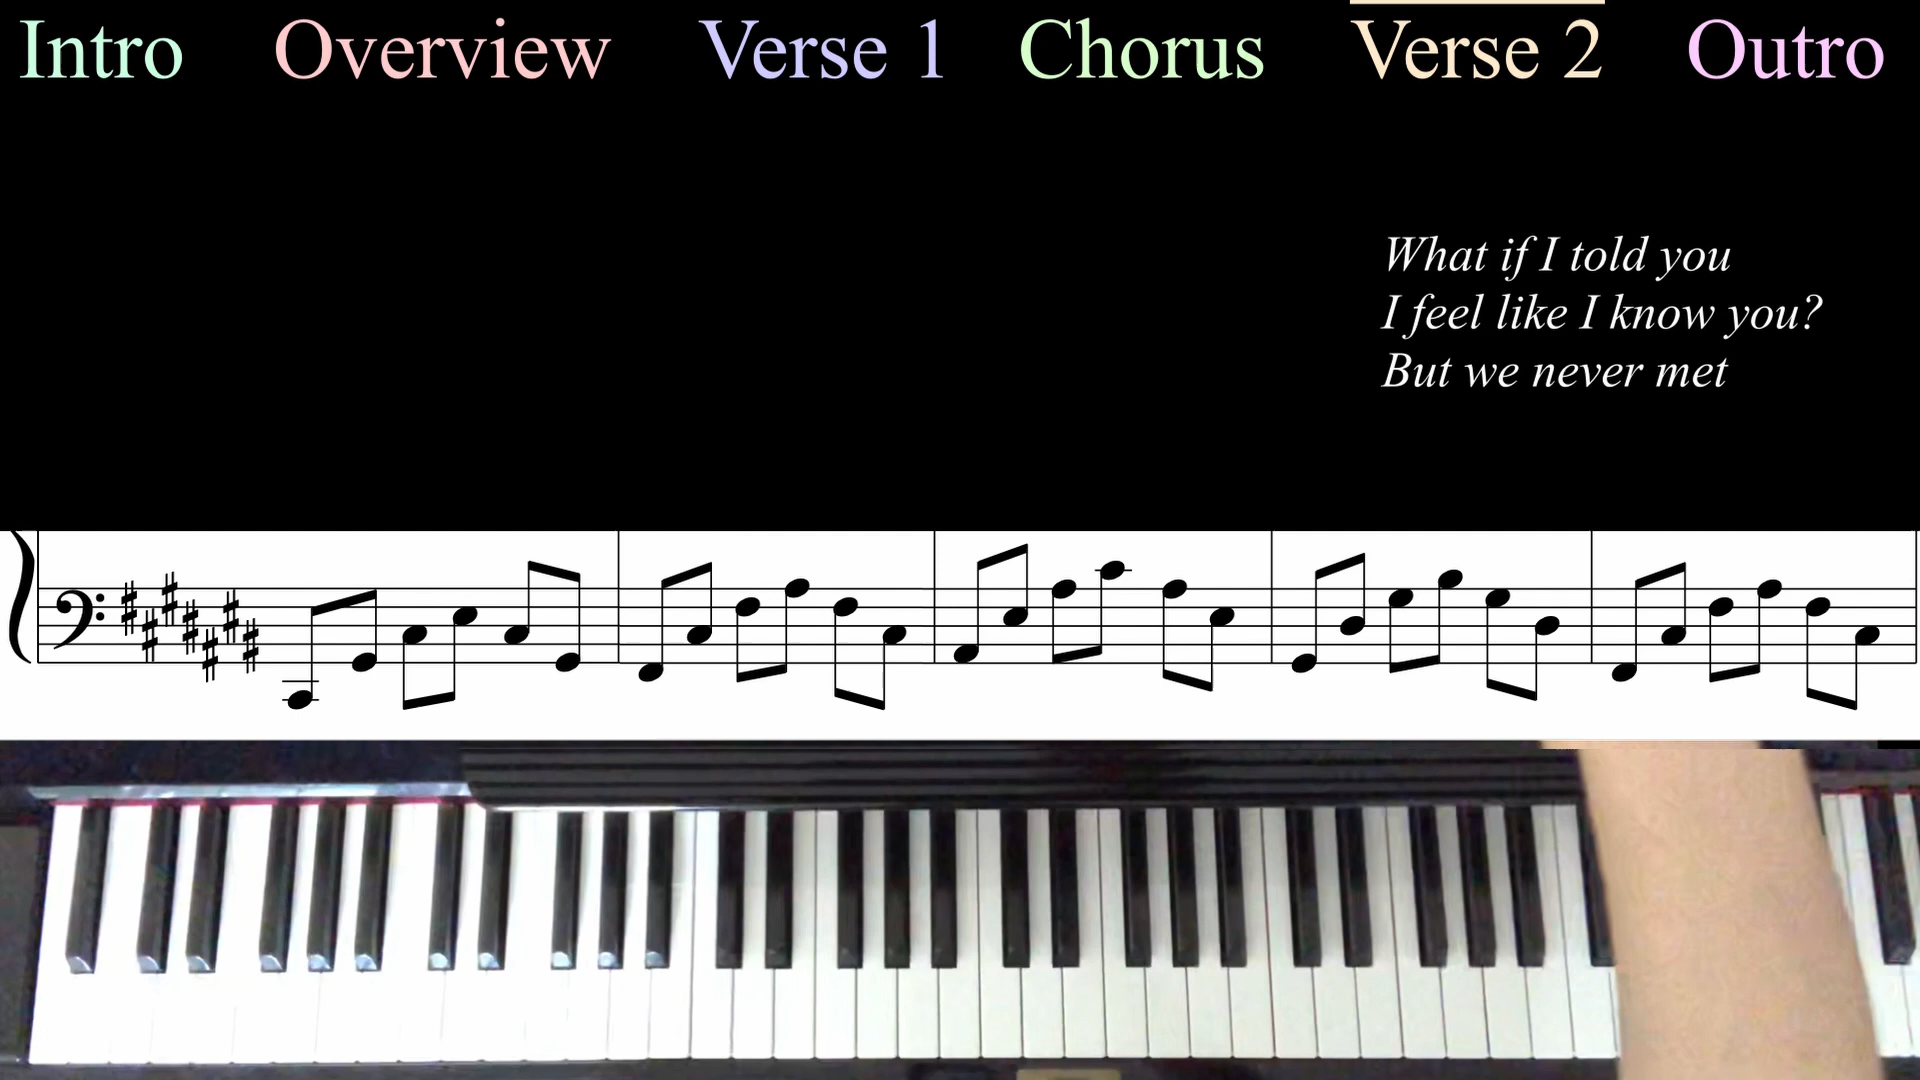 Intro Overview Verse 1 Chorus Verse 2 Outro
What if I told you
I feel like I know you?
But we never met